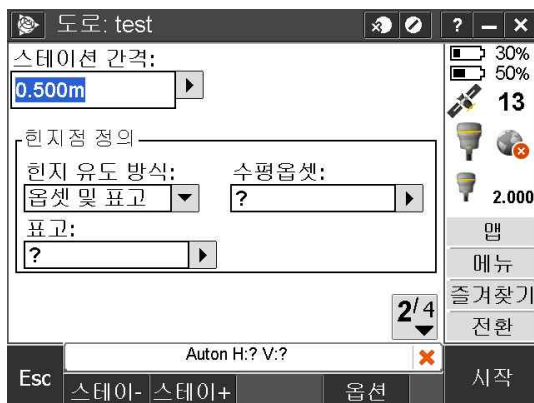 도로: test
? – ×
스테이션 간격:
30%
50%
0.500m
13
힌지점 정의
힌지 유도 방식: 수평옵셋:
옵셋 및 표고 ?
2.000
표고:
?
맵
메뉴
즐겨찾기
2/4
전환
Auton H:? V:?
Esc
스테이- 스테이+ 옵션
시작